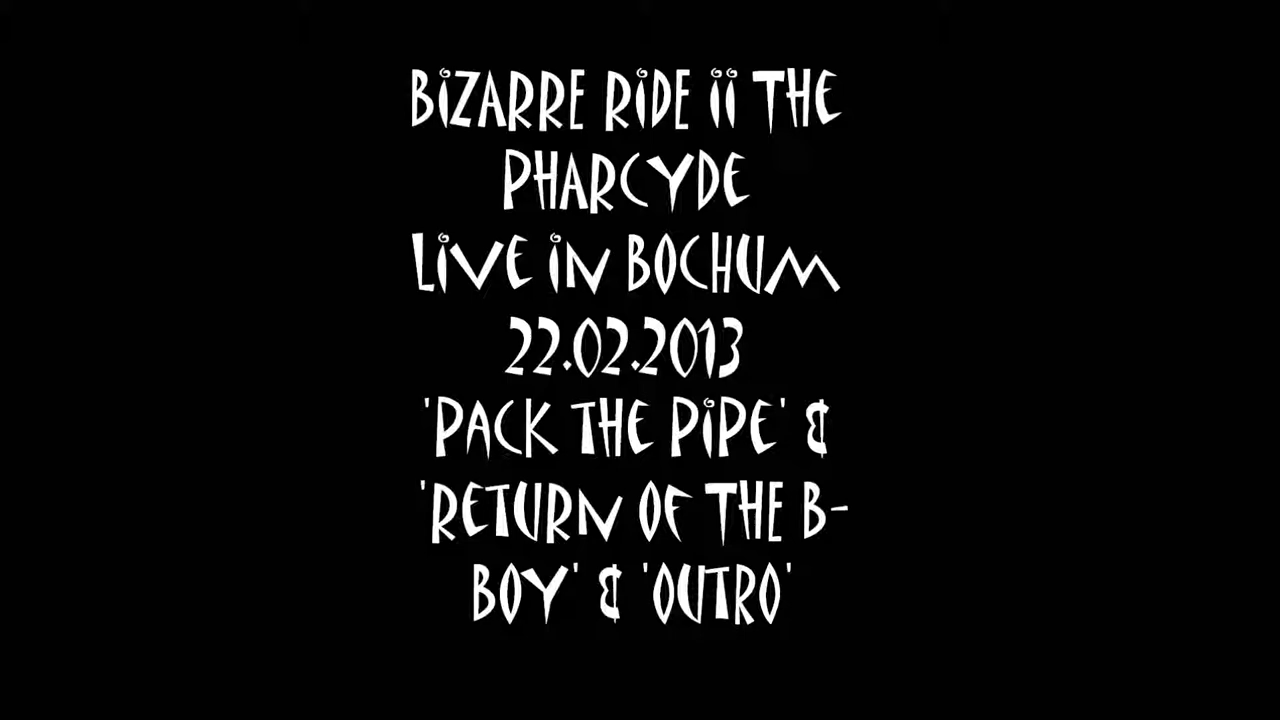 BiZARRE RiDE ii THE
PHARCYDE
LiVE iN BOCHUM
22.02.2013
'PACK THE PiPE' &
'RETURN OF THE B-
BOY' & 'OUTRO'